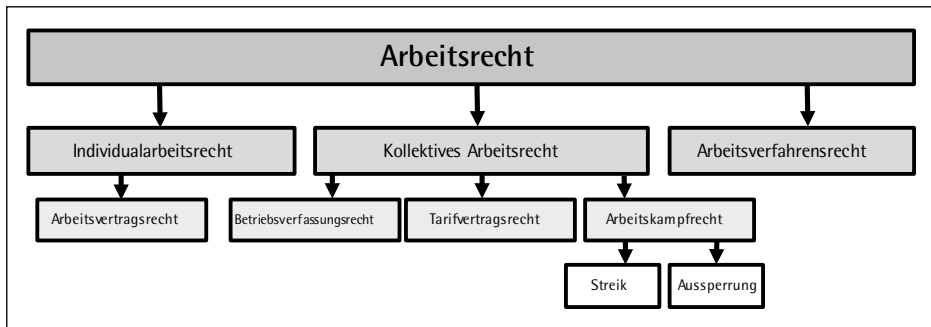 Arbeitsrecht
Individualarbeitsrecht
Kollektives Arbeitsrecht
Arbeitsverfahrensrecht
Arbeitsvertragsrecht
Betriebsverfassungsrecht
Tarifvertragsrecht
Arbeitskampfrecht
Streik
Aussperrung